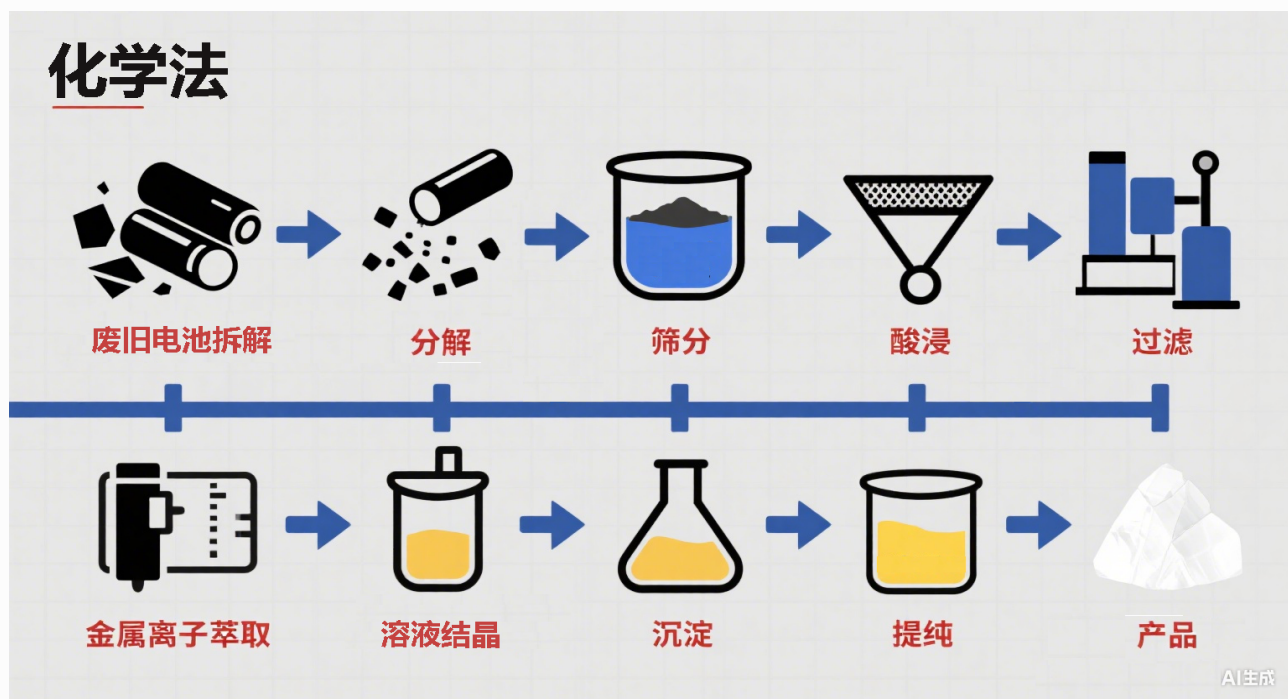 化学法
废旧电池拆解
分解
筛分
酸浸
过滤
金属离子萃取
溶液结晶
沉淀
提纯
产品
AI生成